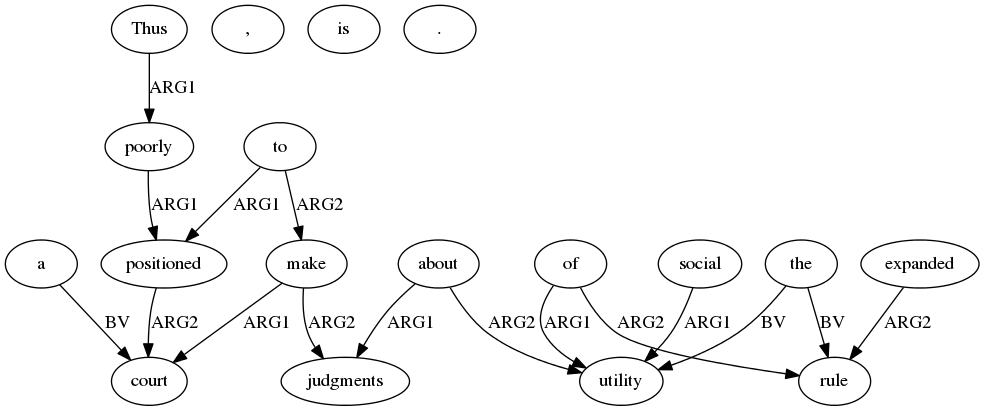 Thus , is .
ARG1
poorly to
ARG1 ARG1 ARG2
a positioned make about of social the expanded
BV ARG2 ARG1 ARG2 ARG1 ARG2 ARG1 ARG2 ARG1 BV BV ARG2
court judgments utility rule